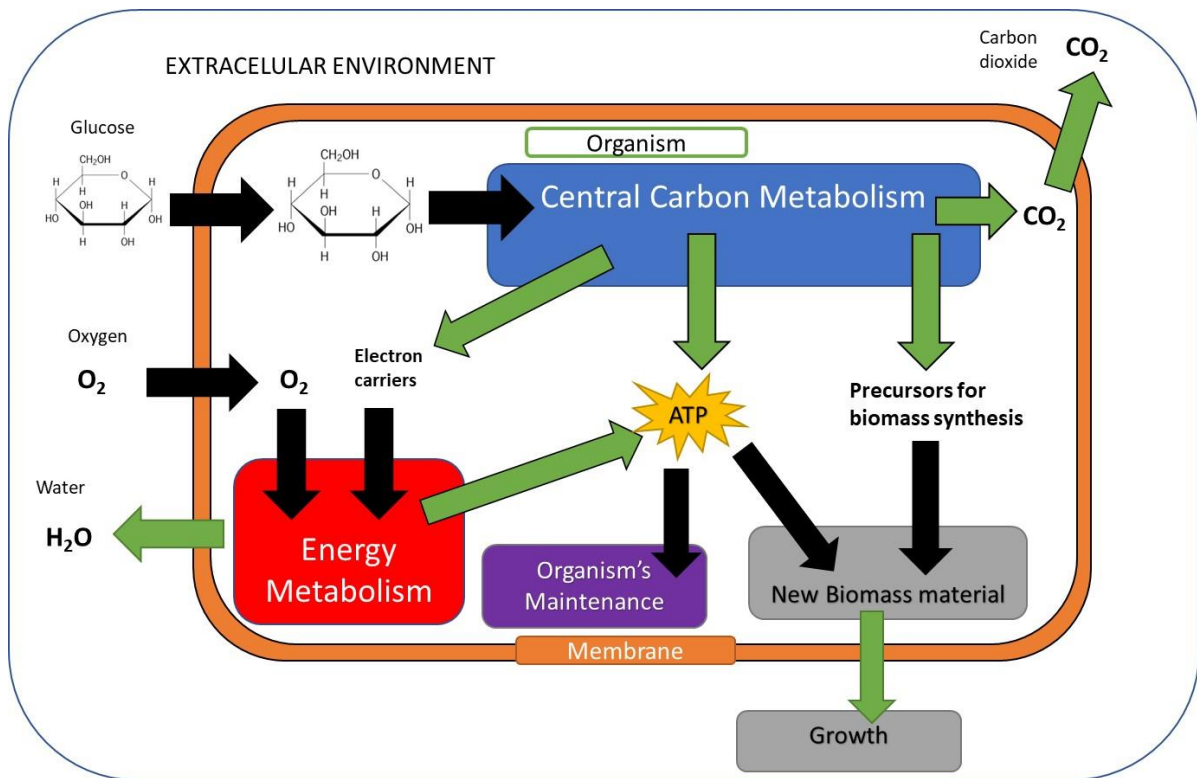 Carbon
dioxide
CO₂
EXTRACELULAR ENVIRONMENT
Glucose
CH₂OH
O
H
H
H
OH
H
HO
OH
H
OH
Organism
CH₂OH
O
H
H
H
OH
H
HO
OH
H
OH
Central Carbon Metabolism
CO₂
Oxygen
O₂
O₂
Electron
carriers
ATP
Precursors for
biomass synthesis
Water
H₂O
Energy
Metabolism
Organism’s
Maintenance
New Biomass material
Membrane
Growth